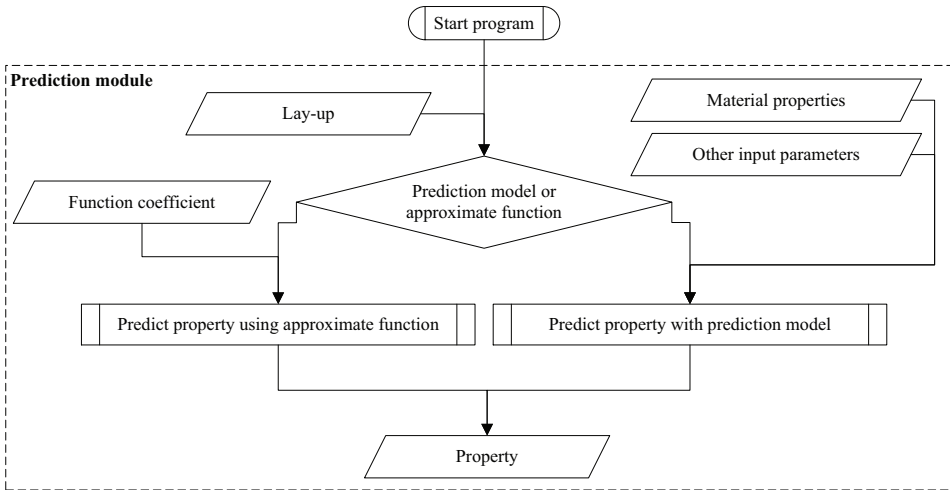 Start program
Prediction module
Lay-up
Material properties
Other input parameters
Function coefficient
Prediction model or
approximate function
Predict property using approximate function
Predict property with prediction model
Property